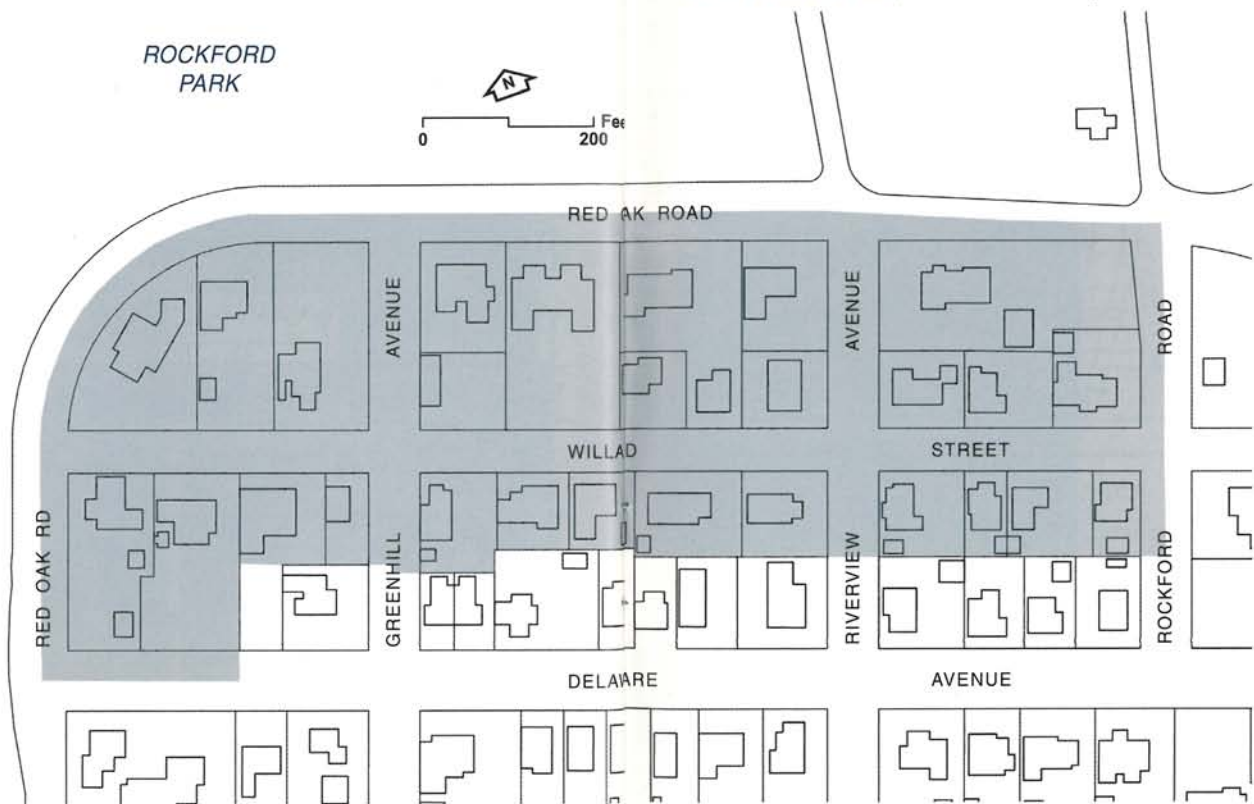 ROCKFORD
PARK
N
Fee
0 200
RED AK ROAD
AVENUE
AVENUE
ROAD
WILLAD STREET
RED OAK RD
GREENHILL
RIVERVIEW
ROCKFORD
DELAWARE AVENUE